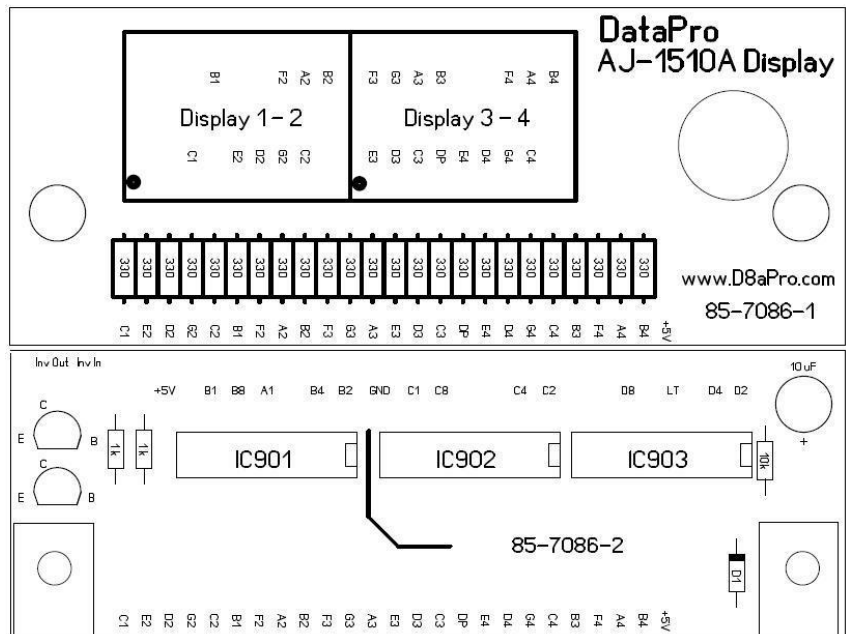 DataPro
AJ-1510A Display
B1 F2 A2 B2 F3 G3 A3 B3 F4 A4 B4
Display 1-2 Display 3-4
C1 E2 D2 G2 C2 E3 D3 C3 DP E4 D4 G4 C4
330 330 330 330 330 330 330 330 330 330 330 330 330 330 330 330 330 330 330 330 330 330 330 330
www.D8aPro.com
85-7086-1
C1 E2 D2 G2 C2 B1 F2 A2 B2 F3 G3 A3 E3 D3 C3 DP E4 D4 G4 C4 B3 F4 A4 B4 +5V
Inv Out Inv In
10uF
+5V B1 B8 A1 B4 B2 GND C1 C8 C4 C2 D8 LT D4 D2
C
E B
1k 1k
IC901 IC902 IC903
10k
+
C
E B
85-7086-2
D1
C1 E2 D2 G2 C2 B1 F2 A2 B2 F3 G3 A3 E3 D3 C3 DP E4 D4 G4 C4 B3 F4 A4 B4 +5V